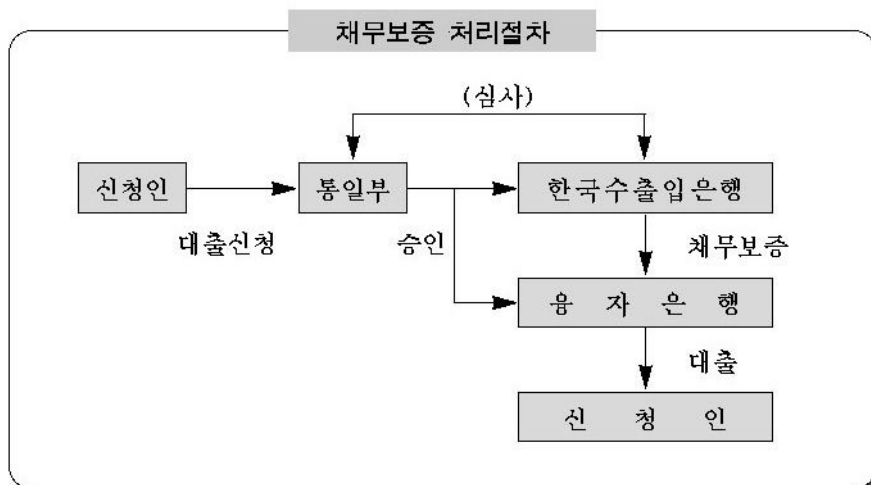 채무보증 처리절차
(심사)
신청인
통일부
한국수출입은행
대출신청
승인
채무보증
융 자 은 행
대출
신 청 인